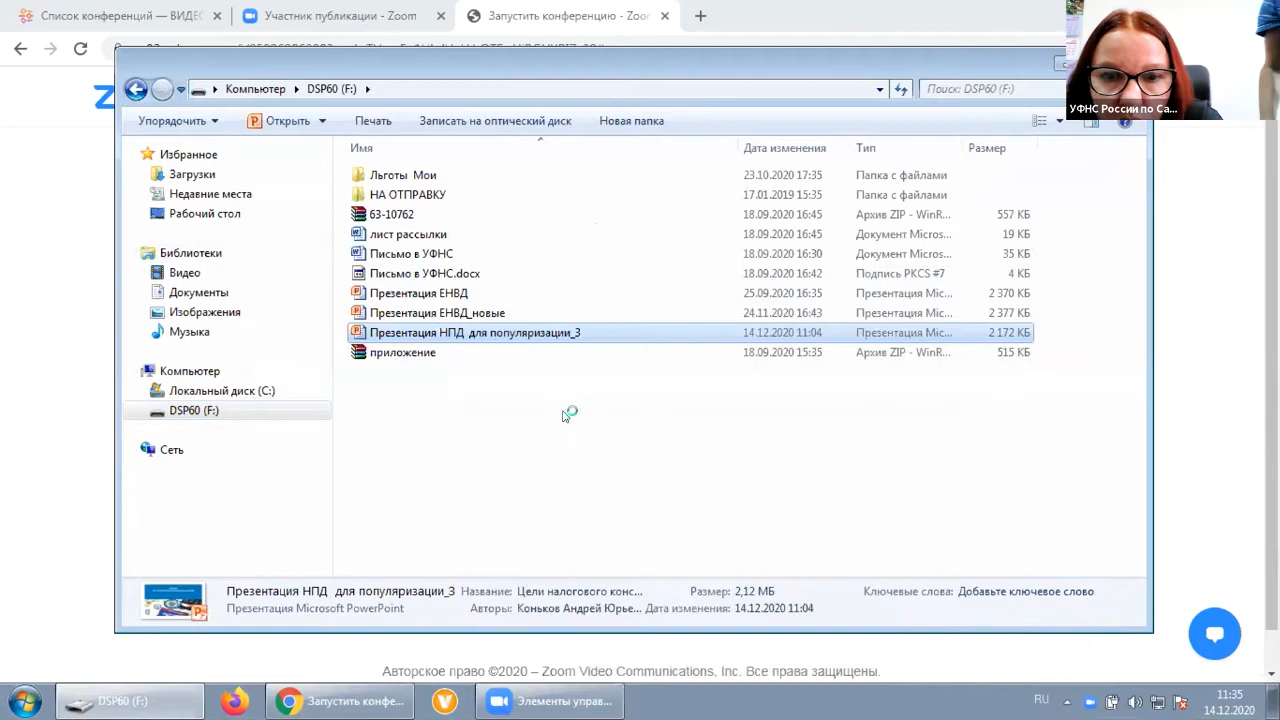 Список конференций — ВИДЕО
Участник публикации - Zoom
Запустить конференцию - Zoo
Компьютер
DSP60 (F:)
Поиск: DSP60 (F:)
УФНС России по Са...
Упорядочить
Открыть
Печать
Записать на оптический диск
Новая папка
Имя
Дата изменения
Тип
Размер
Избранное
Загрузки
Недавние места
Рабочий стол
Библиотеки
Видео
Документы
Изображения
Музыка
Компьютер
Локальный диск (C:)
DSP60 (F:)
Сеть
Льготы Мои 23.10.2020 17:35 Папка с файлами
НА ОТПРАВКУ 17.01.2019 15:35 Папка с файлами
63-10762 18.09.2020 16:45 Архив ZIP - WinR... 557 КБ
лист рассылки 18.09.2020 16:45 Документ Micros... 19 КБ
Письмо в УФНС 18.09.2020 16:30 Документ Micros... 35 КБ
Письмо в УФНС.docx 18.09.2020 16:42 Подпись PKCS #7 4 КБ
Презентация ЕНВД 25.09.2020 16:35 Презентация Mic... 2 370 КБ
Презентация ЕНВД_новые 24.11.2020 16:43 Презентация Mic... 2 377 КБ
Презентация НПД для популяризации_3 14.12.2020 11:04 Презентация Mic... 2 172 КБ
приложение 18.09.2020 15:35 Архив ZIP - WinR... 515 КБ
Презентация НПД для популяризации_3 Название: Цели налогового конс... Размер: 2,12 МБ Ключевые слова: Добавьте ключевое слово
Презентация Microsoft PowerPoint Авторы: Коньков Андрей Юрье... Дата изменения: 14.12.2020 11:04
Авторское право ©2020 – Zoom Video Communications, Inc. Все права защищены.
DSP60 (F:)
Запустить конфе...
Элементы управ...
RU
11:35
14.12.2020